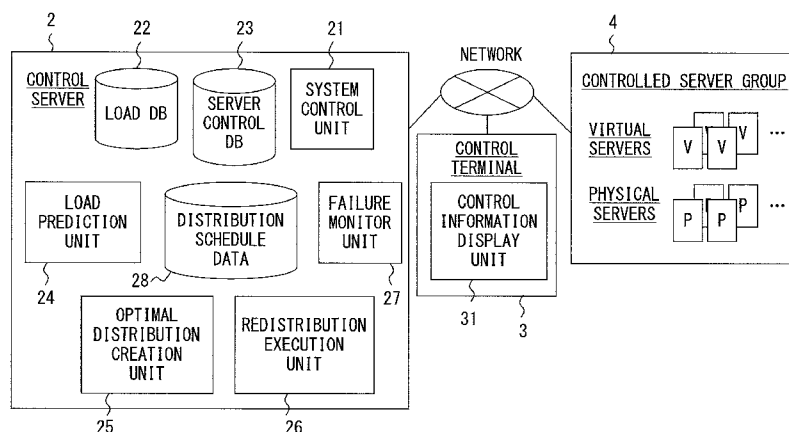 2
22
23
21
CONTROL
SERVER
LOAD DB
SERVER
CONTROL
DB
SYSTEM
CONTROL
UNIT
LOAD
PREDICTION
UNIT
24
DISTRIBUTION
SCHEDULE
DATA
28
FAILURE
MONITOR
UNIT
27
OPTIMAL
DISTRIBUTION
CREATION
UNIT
25
REDISTRIBUTION
EXECUTION
UNIT
26
NETWORK
CONTROL
TERMINAL
CONTROL
INFORMATION
DISPLAY
UNIT
31
3
4
CONTROLLED SERVER GROUP
VIRTUAL
SERVERS
V V V ...
PHYSICAL
SERVERS
P P P ...